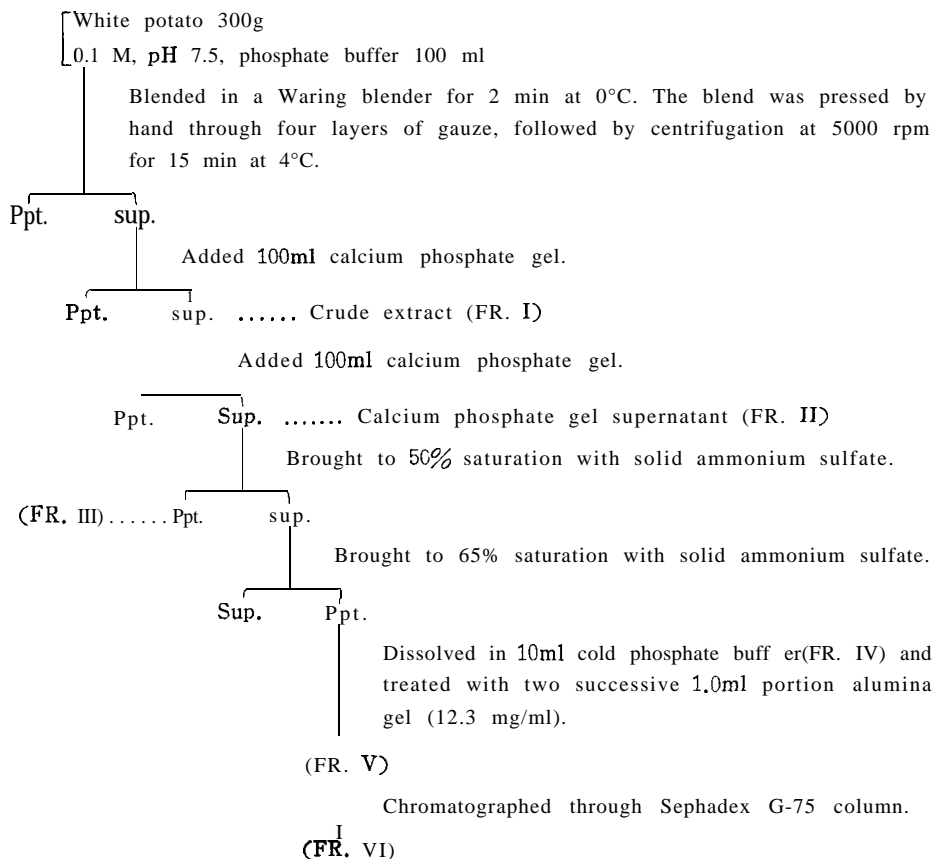 White potato 300g
0.1 M, pH 7.5, phosphate buffer 100 ml
Blended in a Waring blender for 2 min at 0°C. The blend was pressed by
hand through four layers of gauze, followed by centrifugation at 5000 rpm
for 15 min at 4°C.
Ppt. sup.
Added 100ml calcium phosphate gel.
Ppt. sup. ...... Crude extract (FR. I)
Added 100ml calcium phosphate gel.
Ppt. Sup. ....... Calcium phosphate gel supernatant (FR. II)
Brought to 50% saturation with solid ammonium sulfate.
(FR. III)......Ppt. sup.
Brought to 65% saturation with solid ammonium sulfate.
Sup. Ppt.
Dissolved in 10ml cold phosphate buff er(FR. IV) and
treated with two successive 1.0ml portion alumina
gel (12.3 mg/ml).
(FR. V)
Chromatographed through Sephadex G-75 column.
(FR. VI)